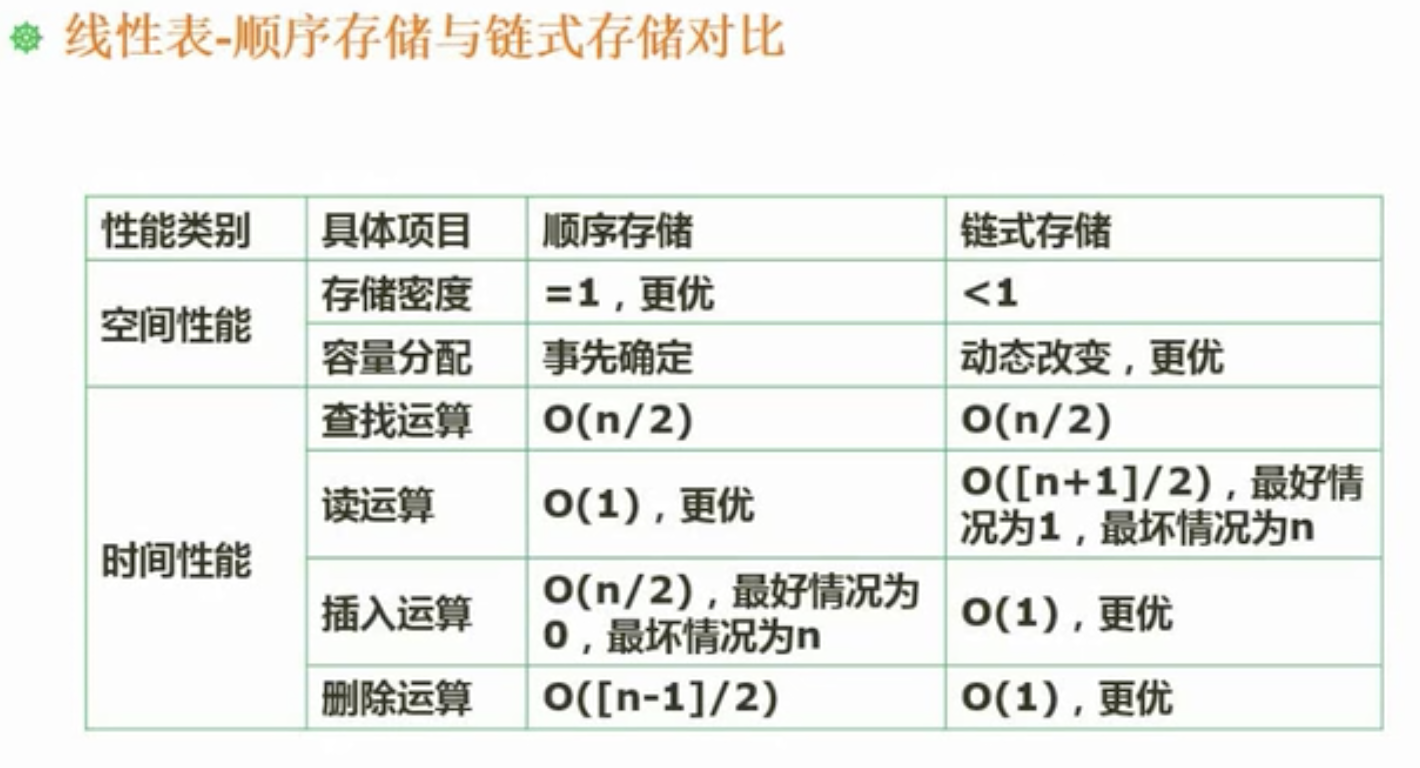 线性表-顺序存储与链式存储对比
性能类别 具体项目 顺序存储 链式存储
空间性能 存储密度 =1，更优 <1
容量分配 事先确定 动态改变，更优
时间性能 查找运算 O(n/2) O(n/2)
读运算 O(1)，更优 O([n+1]/2)，最好情
况为1，最坏情况为n
插入运算 O(n/2)，最好情况为
0，最坏情况为n O(1)，更优
删除运算 O([n-1]/2) O(1)，更优